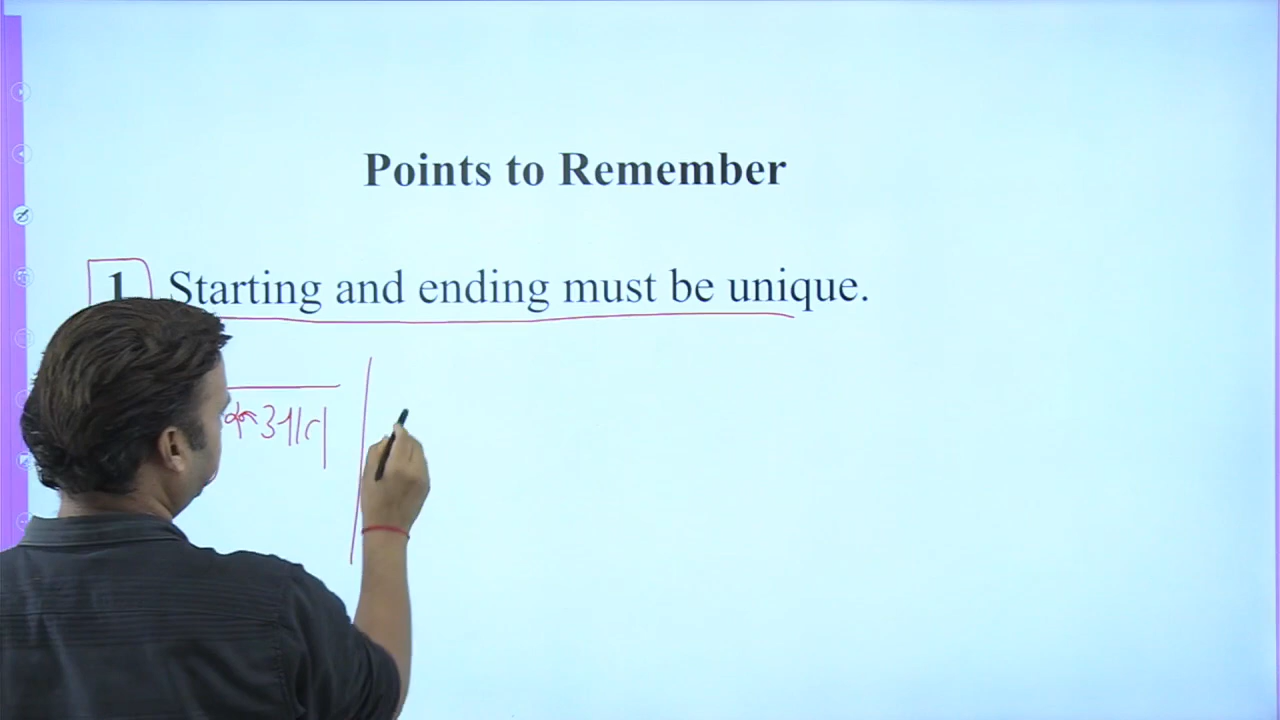 Points to Remember
1 Starting and ending must be unique.